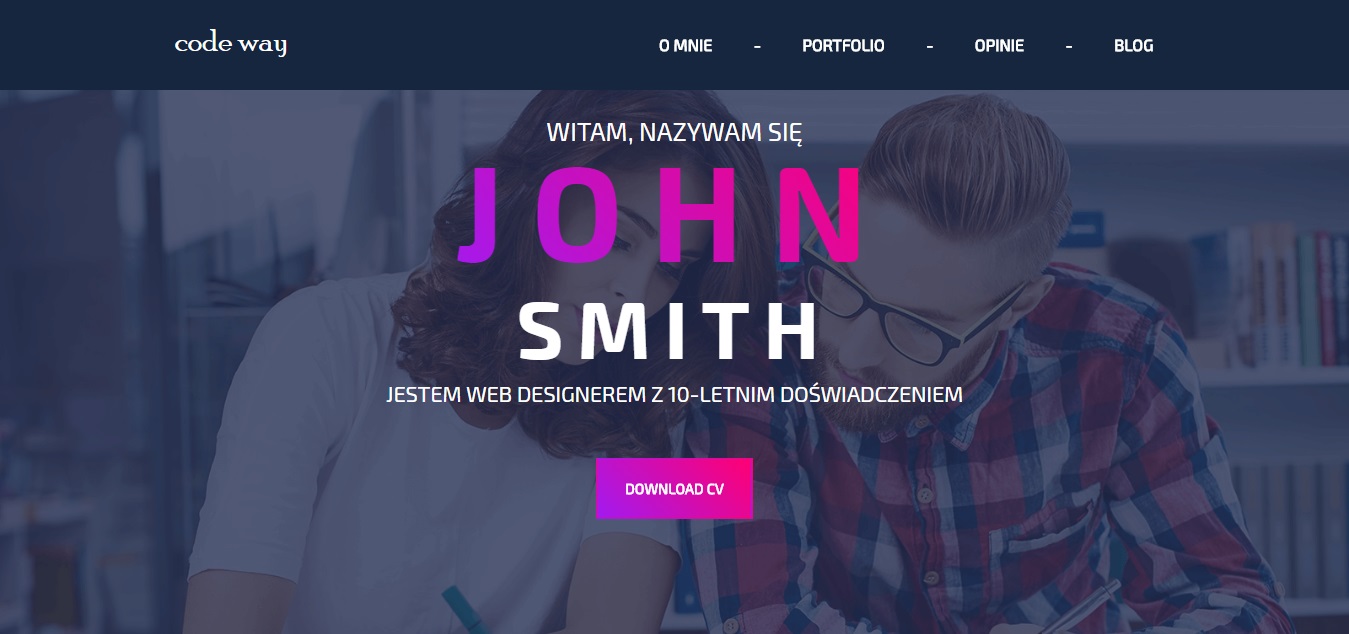 code way
O MNIE - PORTFOLIO - OPINIE - BLOG
WITAM, NAZYWAM SIĘ
JOHN
SMITH
JESTEM WEB DESIGNEREM Z 10-LETNIM DOŚWIADCZENIEM
DOWNLOAD CV